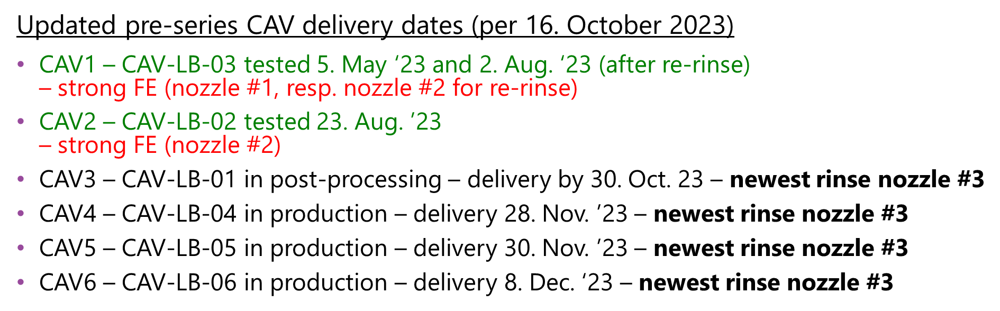 Updated pre-series CAV delivery dates (per 16. October 2023)
• CAV1 – CAV-LB-03 tested 5. May ‘23 and 2. Aug. ‘23 (after re-rinse)
– strong FE (nozzle #1, resp. nozzle #2 for re-rinse)
• CAV2 – CAV-LB-02 tested 23. Aug. ’23
– strong FE (nozzle #2)
• CAV3 – CAV-LB-01 in post-processing – delivery by 30. Oct. 23 – newest rinse nozzle #3
• CAV4 – CAV-LB-04 in production – delivery 28. Nov. ’23 – newest rinse nozzle #3
• CAV5 – CAV-LB-05 in production – delivery 30. Nov. ’23 – newest rinse nozzle #3
• CAV6 – CAV-LB-06 in production – delivery 8. Dec. ‘23 – newest rinse nozzle #3